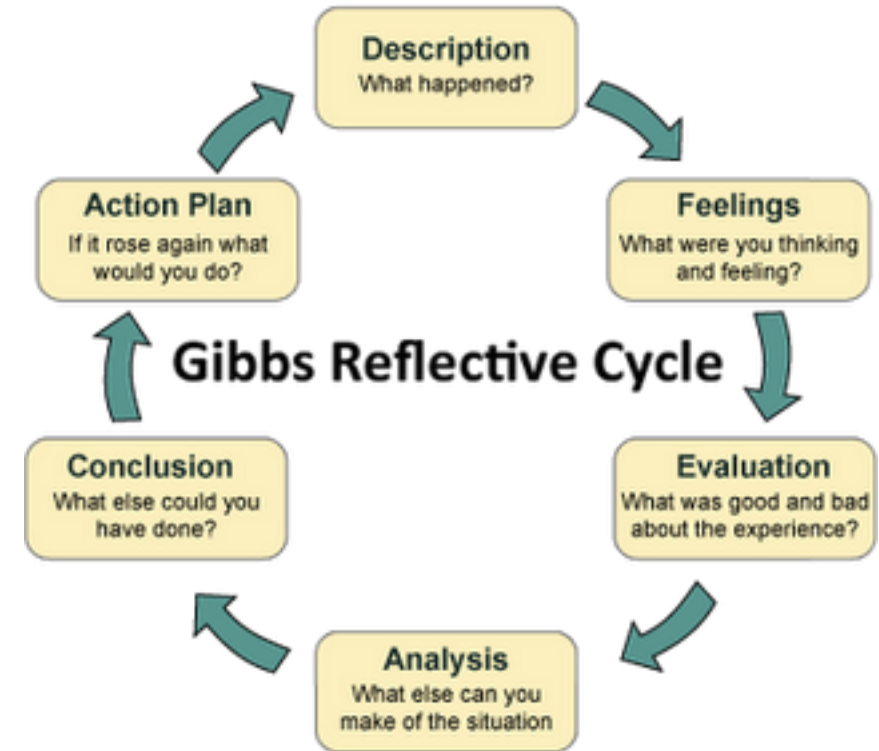 Description
What happened?
Feelings
What were you thinking
and feeling?
Evaluation
What was good and bad
about the experience?
Analysis
What else can you
make of the situation
Conclusion
What else could you
have done?
Action Plan
If it rose again what
would you do?
Gibbs Reflective Cycle